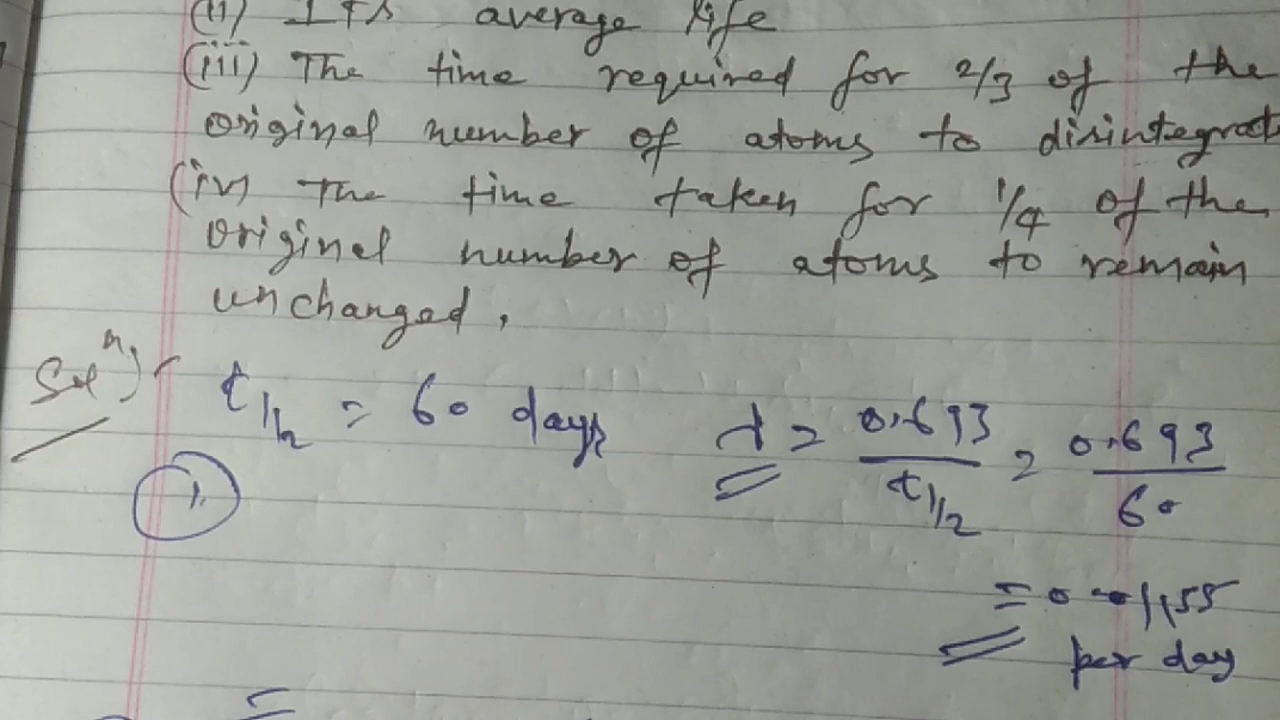 (ii) Its average life
(iii) The time required for 2/3 of the
original number of atoms to disintegrat
(iv) The time taken for 1/4 of the
original number of atoms to remain
unchanged,
Solⁿ,
t1/2 = 60 days λ = 0.693/t1/2 = 0.693/60
1.
= 0.01155
per day
=